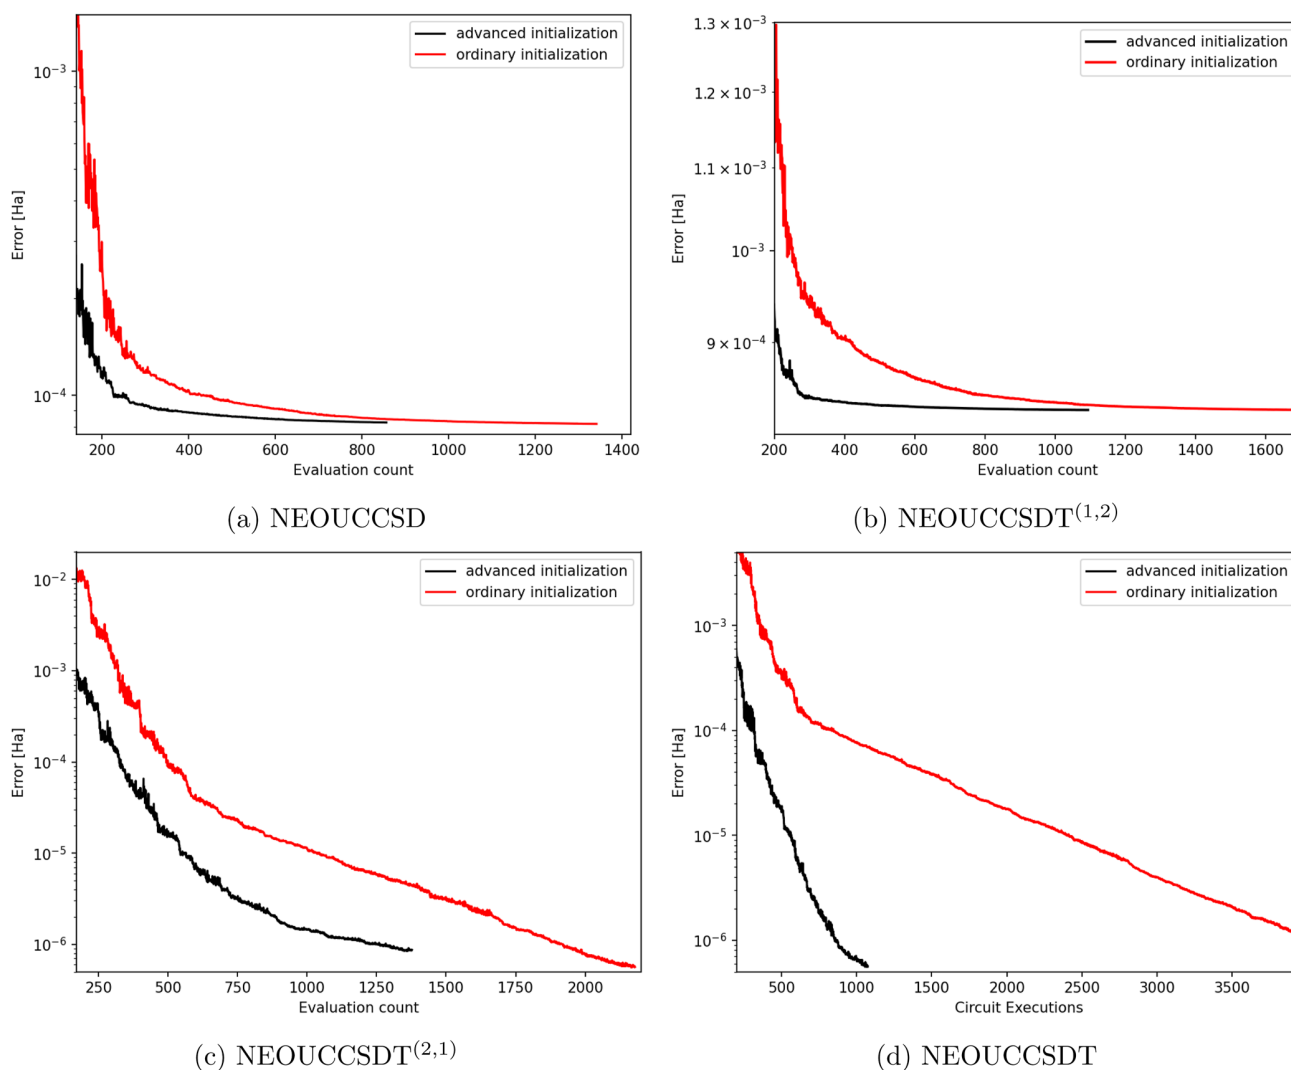 advanced initialization
ordinary initialization
10⁻³
10⁻⁴
Error [Ha]
200 400 600 800 1000 1200 1400
Evaluation count
(a) NEOUCCSD
advanced initialization
ordinary initialization
1.3 × 10⁻³
1.2 × 10⁻³
1.1 × 10⁻³
10⁻³
9 × 10⁻⁴
Error [Ha]
200 400 600 800 1000 1200 1400 1600
Evaluation count
(b) NEOUCCSDT⁽¹,²⁾
advanced initialization
ordinary initialization
10⁻²
10⁻³
10⁻⁴
10⁻⁵
10⁻⁶
Error [Ha]
250 500 750 1000 1250 1500 1750 2000
Evaluation count
(c) NEOUCCSDT⁽²,¹⁾
advanced initialization
ordinary initialization
10⁻³
10⁻⁴
10⁻⁵
10⁻⁶
Error [Ha]
500 1000 1500 2000 2500 3000 3500
Circuit Executions
(d) NEOUCCSDT